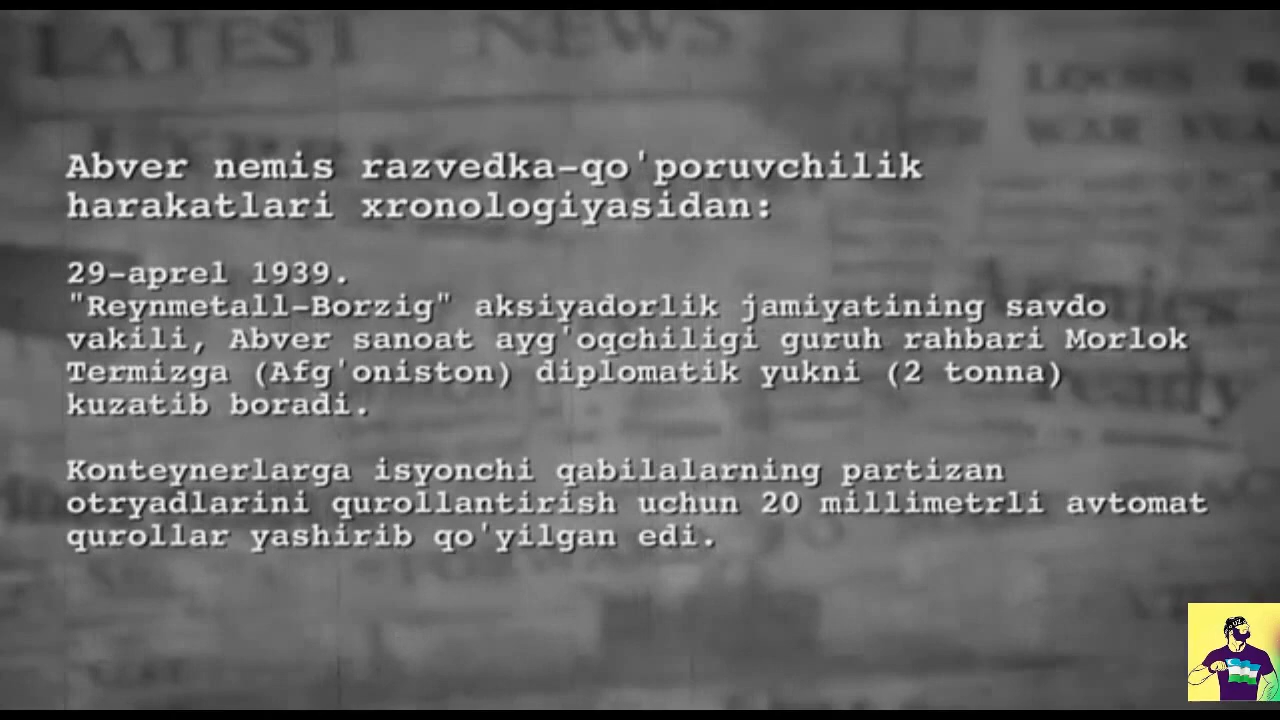 LATEST NEWS
Abver nemis razvedka-qo'poruvchilik
harakatlari xronologiyasidan:
29-aprel 1939.
"Reynmetall-Borzig" aksiyadorlik jamiyatining savdo
vakili, Abver sanoat ayg'oqchiligi guruh rahbari Morlok
Termizga (Afg'oniston) diplomatik yukni (2 tonna)
kuzatib boradi.
Konteynerlarga isyonchi qabilalarning partizan
otryadlarini qurollantirish uchun 20 millimetrli avtomat
qurollar yashirib qo'yilgan edi.